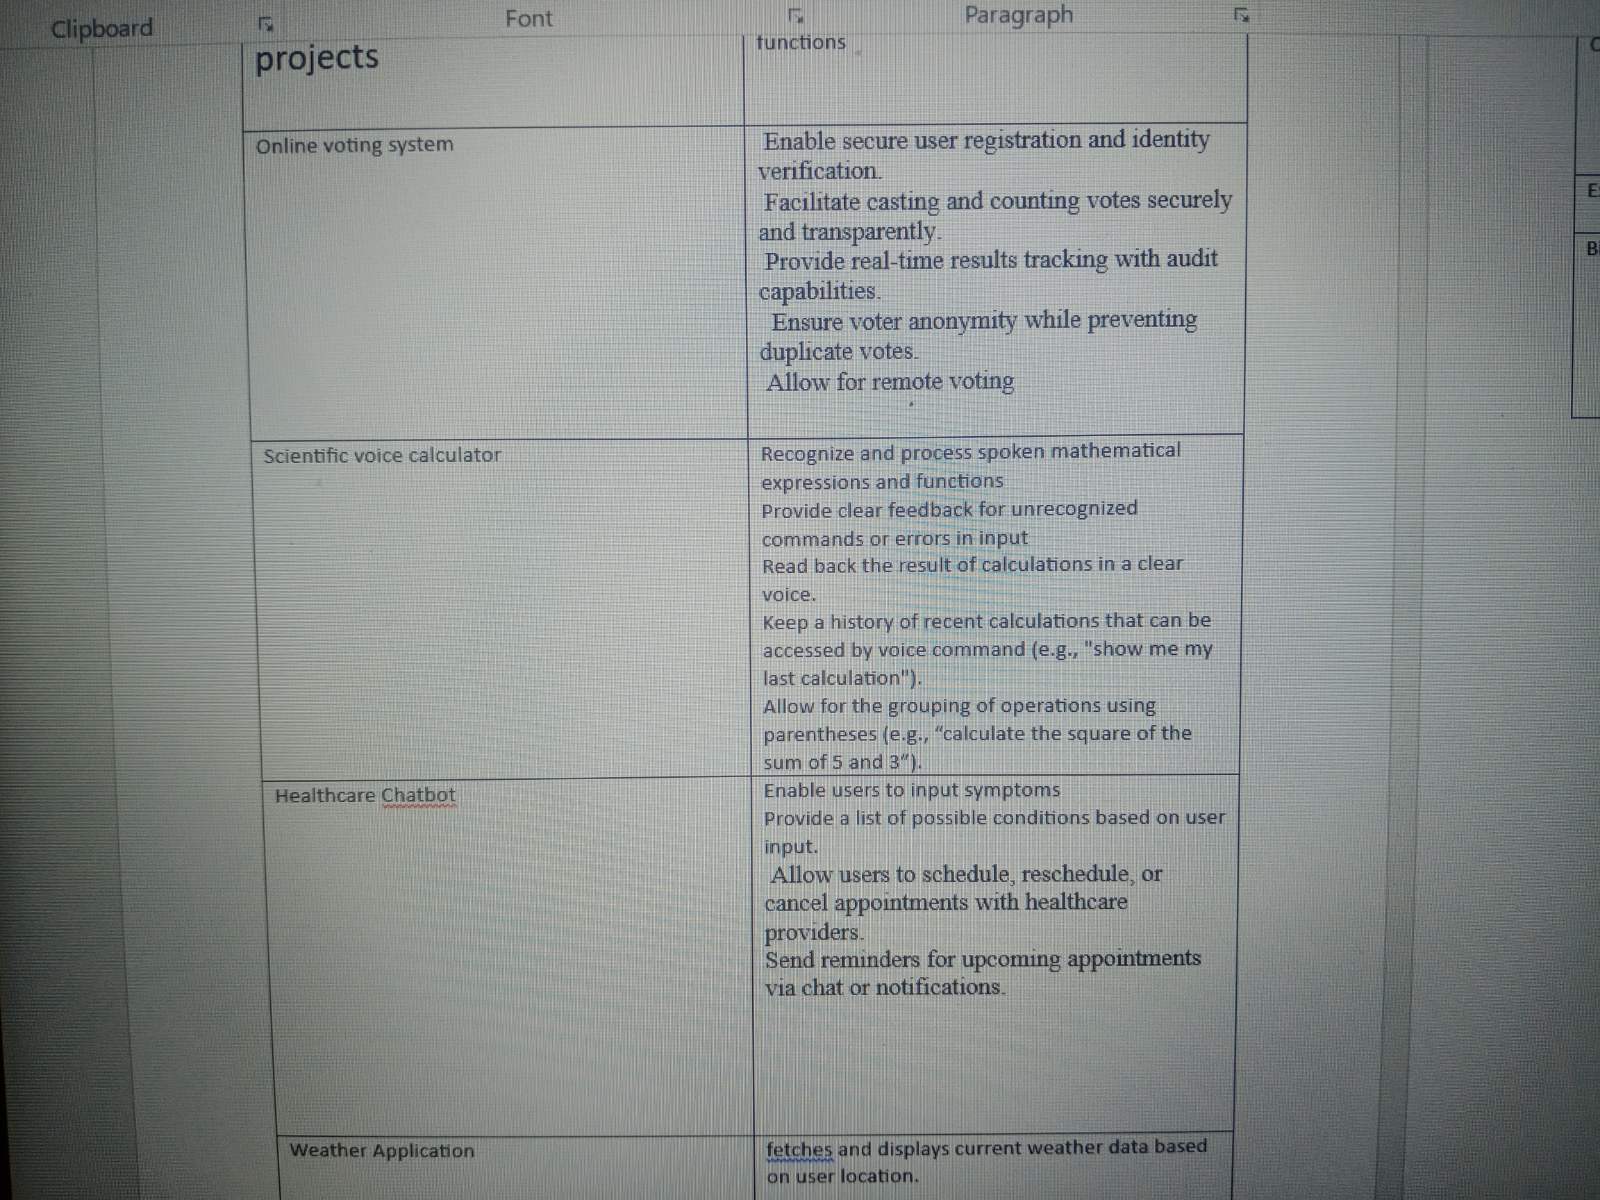 Clipboard
Font
Paragraph
projects
functions
Online voting system
Enable secure user registration and identity
verification.
Facilitate casting and counting votes securely
and transparently.
Provide real-time results tracking with audit
capabilities.
Ensure voter anonymity while preventing
duplicate votes.
Allow for remote voting
Scientific voice calculator
Recognize and process spoken mathematical
expressions and functions
Provide clear feedback for unrecognized
commands or errors in input
Read back the result of calculations in a clear
voice.
Keep a history of recent calculations that can be
accessed by voice command (e.g., "show me my
last calculation").
Allow for the grouping of operations using
parentheses (e.g., “calculate the square of the
sum of 5 and 3”).
Healthcare Chatbot
Enable users to input symptoms
Provide a list of possible conditions based on user
input.
Allow users to schedule, reschedule, or
cancel appointments with healthcare
providers.
Send reminders for upcoming appointments
via chat or notifications.
Weather Application
fetches and displays current weather data based
on user location.